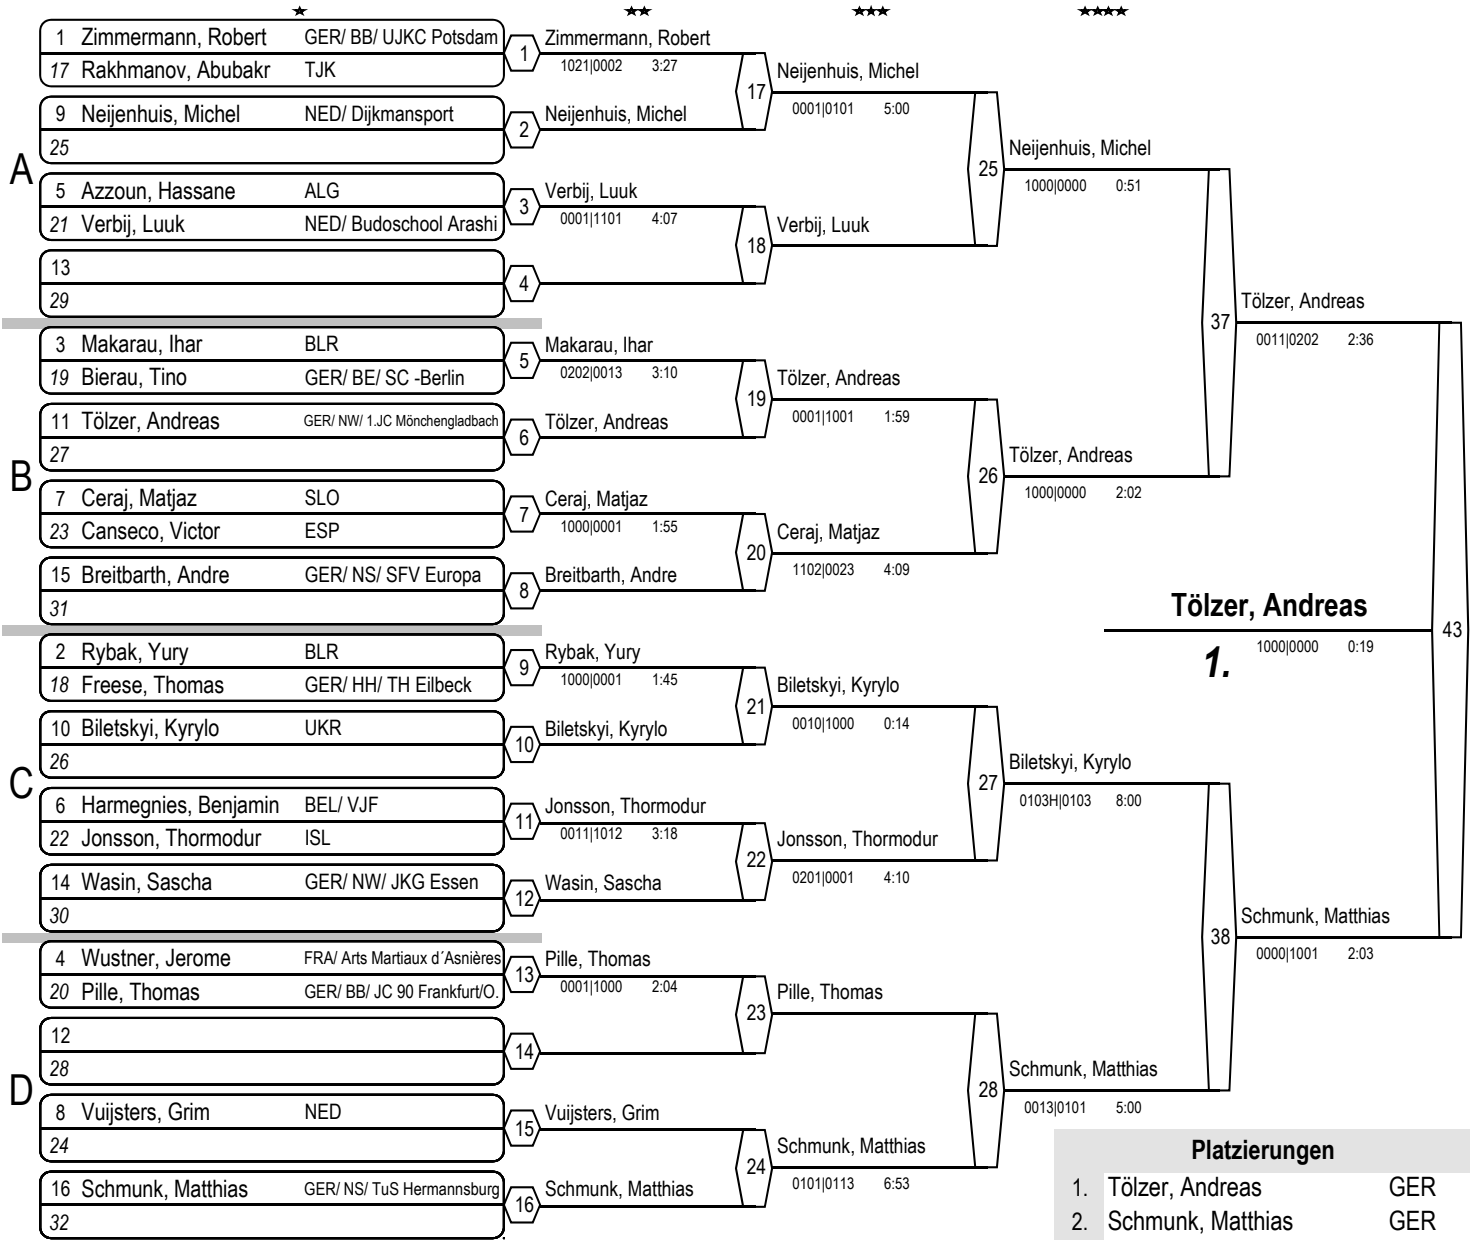 ★ ★★ ★★★ ★★★★
A
1 Zimmermann, Robert GER/ BB/ UJKC Potsdam
17 Rakhmanov, Abubakr TJK
9 Neijenhuis, Michel NED/ Dijkmansport
25
5 Azzoun, Hassane ALG
21 Verbij, Luuk NED/ Budoschool Arashi
13
29
B
3 Makarau, Ihar BLR
19 Bierau, Tino GER/ BE/ SC -Berlin
11 Tölzer, Andreas GER/ NW/ 1.JC Mönchengladbach
27
7 Ceraj, Matjaz SLO
23 Canseco, Victor ESP
15 Breitbarth, Andre GER/ NS/ SFV Europa
31
C
2 Rybak, Yury BLR
18 Freese, Thomas GER/ HH/ TH Eilbeck
10 Biletskyi, Kyrylo UKR
26
6 Harmegnies, Benjamin BEL/ VJF
22 Jonsson, Thormodur ISL
14 Wasin, Sascha GER/ NW/ JKG Essen
30
D
4 Wustner, Jerome FRA/ Arts Martiaux d´Asnières
20 Pille, Thomas GER/ BB/ JC 90 Frankfurt/O.
12
28
8 Vuijsters, Grim NED
24
16 Schmunk, Matthias GER/ NS/ TuS Hermannsburg
32
1 Zimmermann, Robert
1021|0002 3:27
2 Neijenhuis, Michel
3 Verbij, Luuk
0001|1101 4:07
4
5 Makarau, Ihar
0202|0013 3:10
6 Tölzer, Andreas
7 Ceraj, Matjaz
1000|0001 1:55
8 Breitbarth, Andre
9 Rybak, Yury
1000|0001 1:45
10 Biletskyi, Kyrylo
11 Jonsson, Thormodur
0011|1012 3:18
12 Wasin, Sascha
13 Pille, Thomas
0001|1000 2:04
14
15 Vuijsters, Grim
16 Schmunk, Matthias
17 Neijenhuis, Michel
0001|0101 5:00
18 Verbij, Luuk
19 Tölzer, Andreas
0001|1001 1:59
20 Ceraj, Matjaz
1102|0023 4:09
21 Biletskyi, Kyrylo
0010|1000 0:14
22 Jonsson, Thormodur
0201|0001 4:10
23 Pille, Thomas
24 Schmunk, Matthias
0101|0113 6:53
25 Neijenhuis, Michel
1000|0000 0:51
26 Tölzer, Andreas
1000|0000 2:02
27 Biletskyi, Kyrylo
0103H|0103 8:00
28 Schmunk, Matthias
0013|0101 5:00
37 Tölzer, Andreas
0011|0202 2:36
38 Schmunk, Matthias
0000|1001 2:03
43
Tölzer, Andreas
1. 1000|0000 0:19
Platzierungen
1. Tölzer, Andreas GER
2. Schmunk, Matthias GER